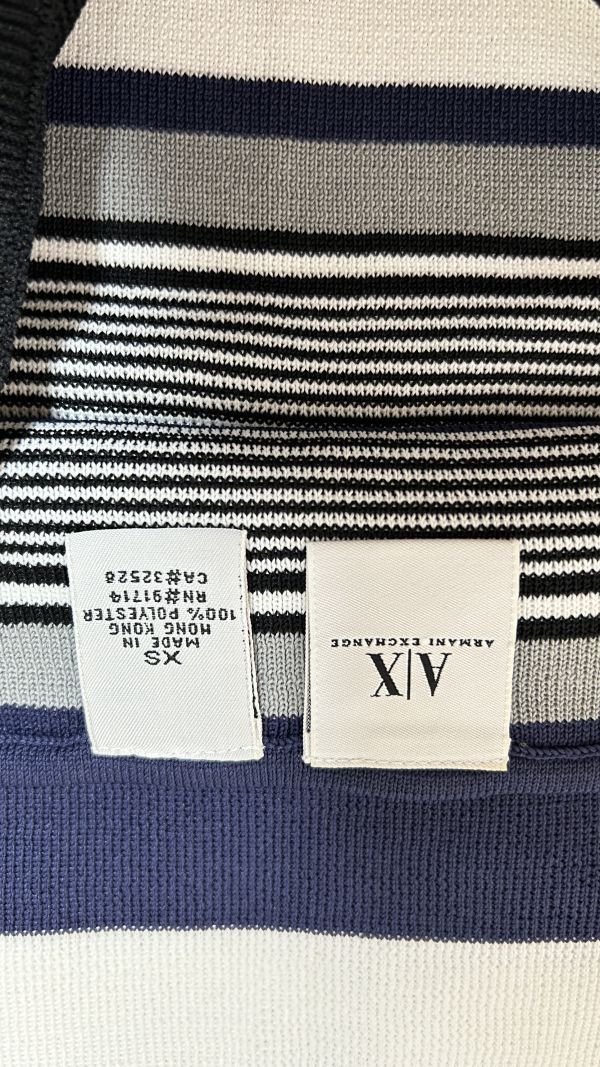 A|X
ARMANI EXCHANGE
XS
MADE IN
HONG KONG
100% POLYESTER
RN#91714
CA#32528